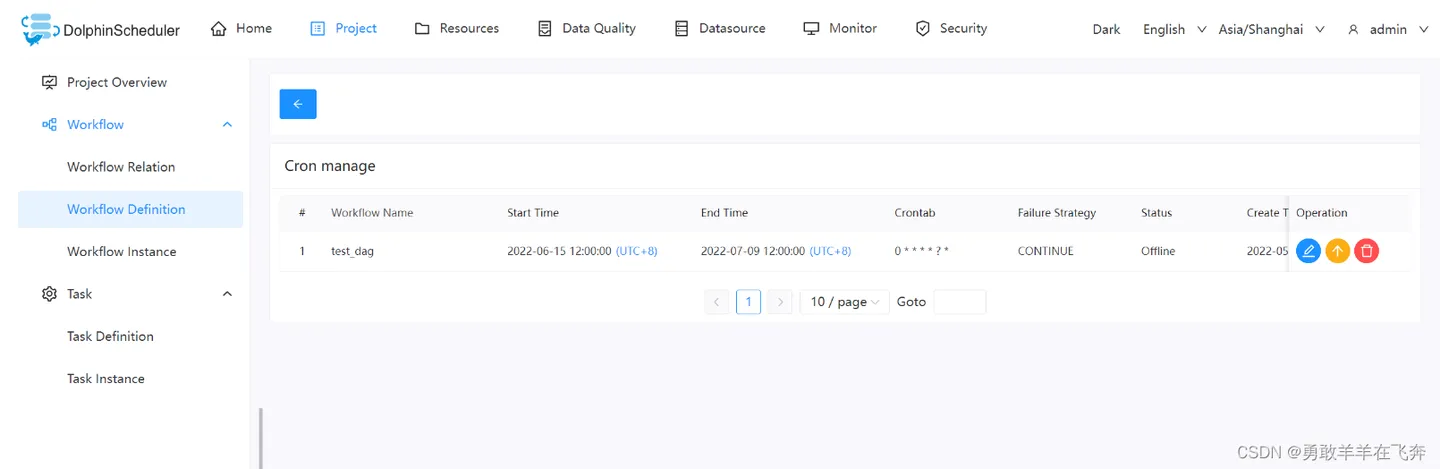 DolphinScheduler Home Project Resources Data Quality Datasource Monitor Security Dark English Asia/Shanghai admin
Project Overview
Workflow
Workflow Relation
Workflow Definition
Workflow Instance
Task
Task Definition
Task Instance
Cron manage
# Workflow Name Start Time End Time Crontab Failure Strategy Status Create T Operation
1 test_dag 2022-06-15 12:00:00 (UTC+8) 2022-07-09 12:00:00 (UTC+8) 0 * * * * ? * CONTINUE Offline 2022-05
1 10 / page Goto
CSDN @勇敢羊羊在飞奔